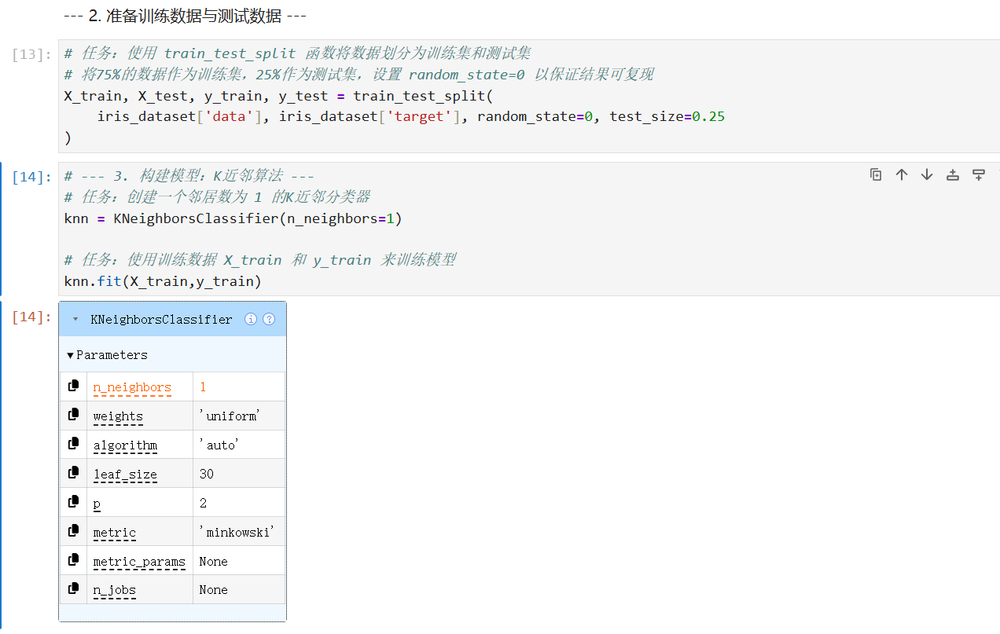 --- 2. 准备训练数据与测试数据 ---
[13]:
# 任务：使用 train_test_split 函数将数据划分为训练集和测试集
# 将75%的数据作为训练集，25%作为测试集，设置 random_state=0 以保证结果可复现
X_train, X_test, y_train, y_test = train_test_split(
    iris_dataset['data'], iris_dataset['target'], random_state=0, test_size=0.25
)
[14]:
# --- 3. 构建模型：K近邻算法 ---
# 任务：创建一个邻居数为 1 的K近邻分类器
knn = KNeighborsClassifier(n_neighbors=1)
# 任务：使用训练数据 X_train 和 y_train 来训练模型
knn.fit(X_train,y_train)
[14]:
▾ KNeighborsClassifier i ?
▾Parameters
n_neighbors 1
weights 'uniform'
algorithm 'auto'
leaf_size 30
p 2
metric 'minkowski'
metric_params None
n_jobs None